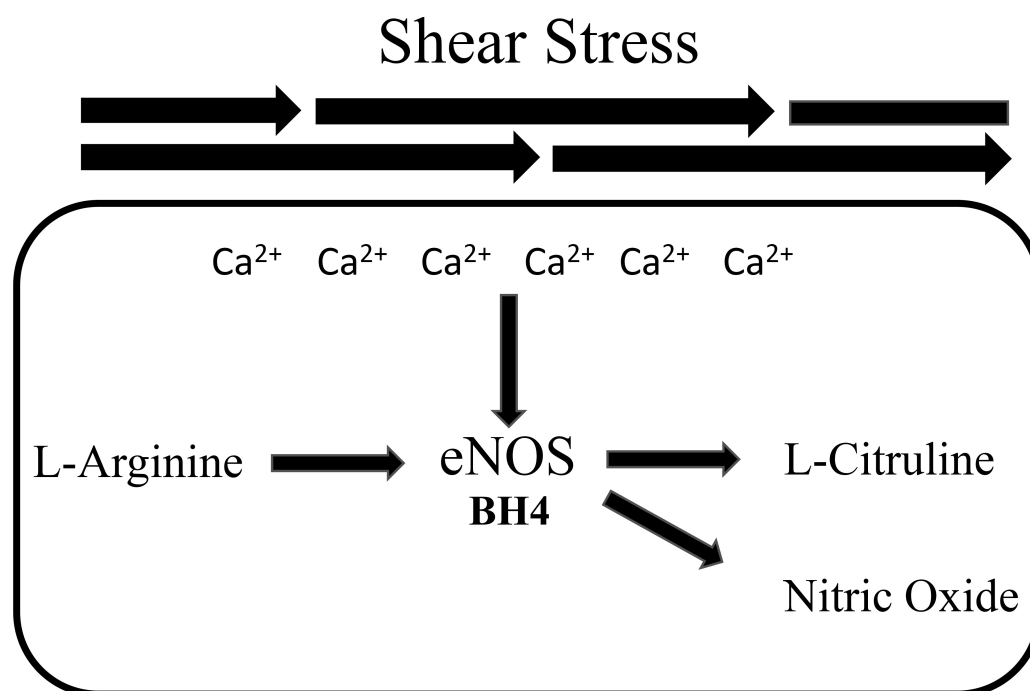 Shear Stress
Ca²⁺ Ca²⁺ Ca²⁺ Ca²⁺ Ca²⁺ Ca²⁺
L-Arginine eNOS L-Citruline
BH4
Nitric Oxide